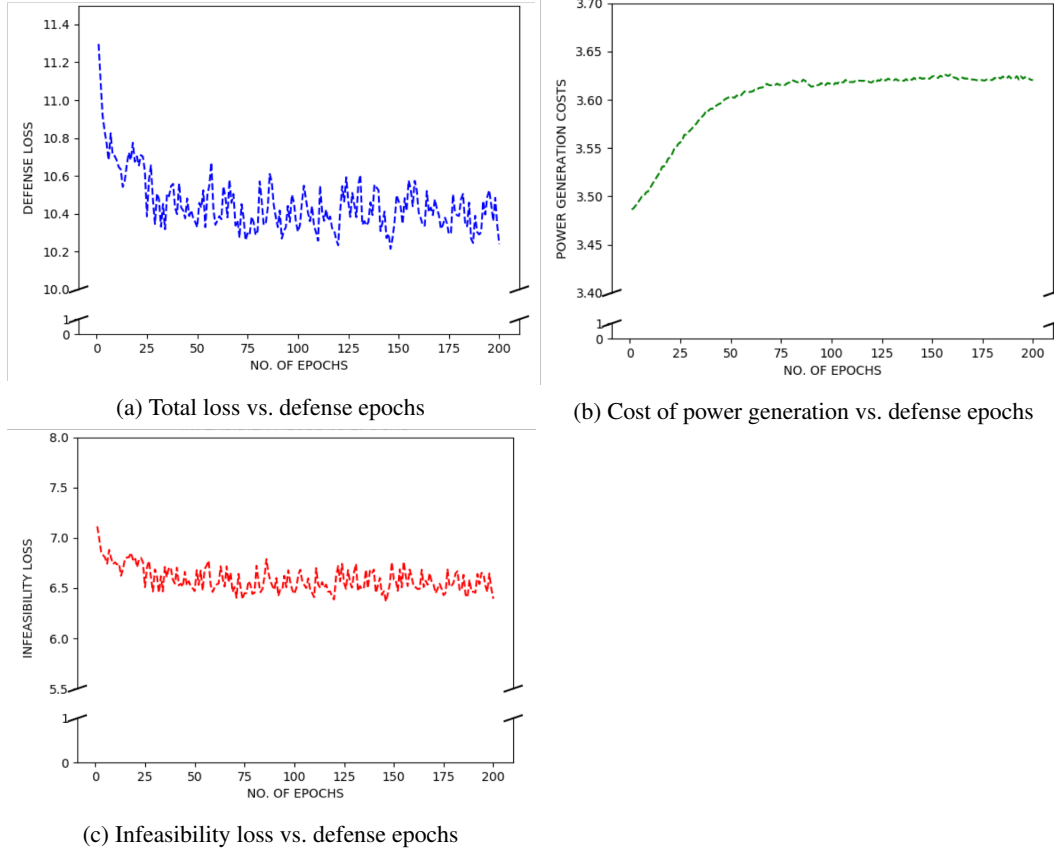 11.4
11.2
11.0
10.8
10.6
10.4
10.2
10.0
1
0
DEFENSE LOSS
0 25 50 75 100 125 150 175 200
NO. OF EPOCHS
(a) Total loss vs. defense epochs
3.70
3.65
3.60
3.55
3.50
3.45
3.40
1
0
POWER GENERATION COSTS
0 25 50 75 100 125 150 175 200
NO. OF EPOCHS
(b) Cost of power generation vs. defense epochs
8.0
7.5
7.0
6.5
6.0
5.5
1
0
INFEASIBILITY LOSS
0 25 50 75 100 125 150 175 200
NO. OF EPOCHS
(c) Infeasibility loss vs. defense epochs